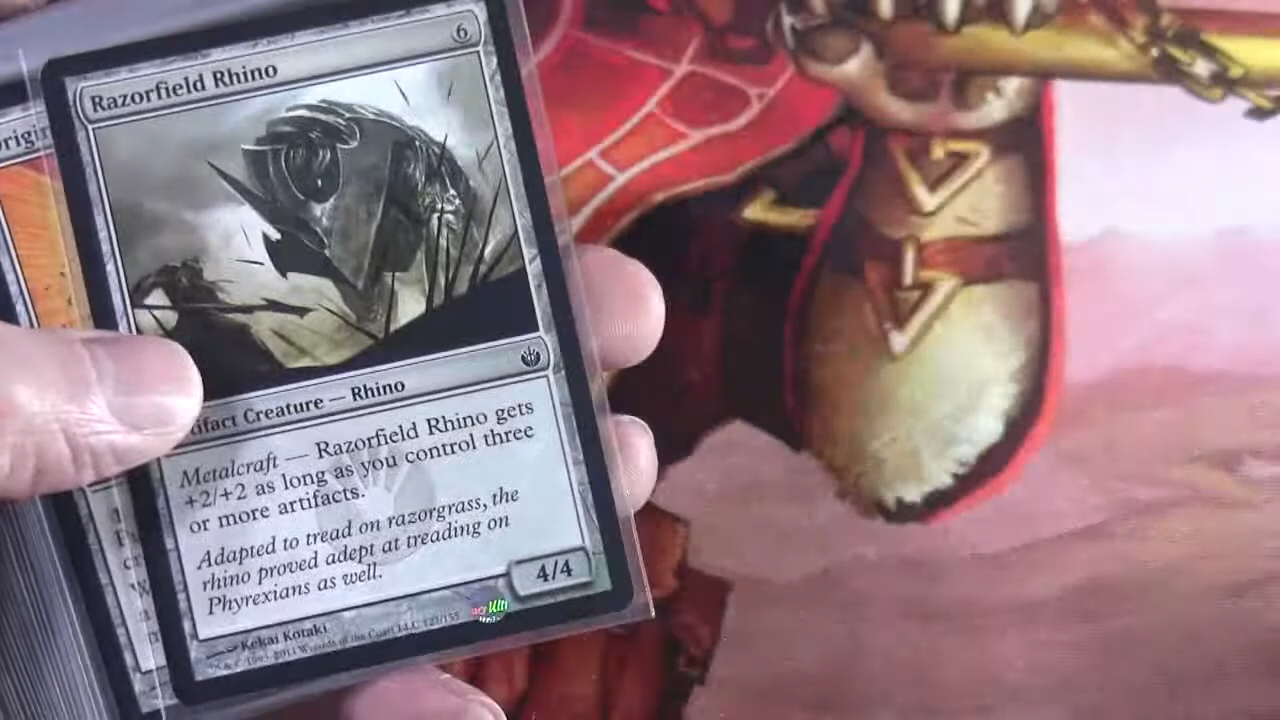 Razorfield Rhino
6
Artifact Creature — Rhino
Metalcraft — Razorfield Rhino gets
+2/+2 as long as you control three
or more artifacts.
Adapted to tread on razorgrass, the
rhino proved adept at treading on
Phyrexians as well.
4/4
Kekai Kotaki